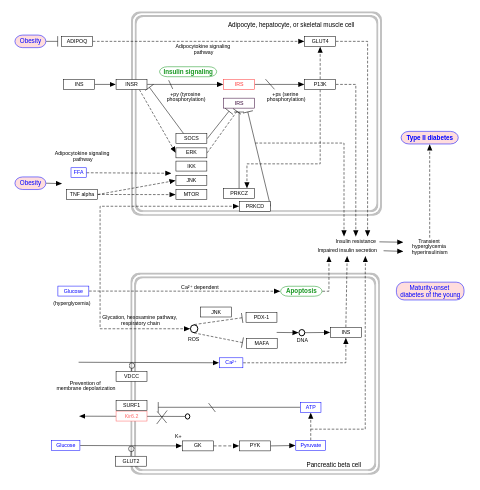 Adipocyte, hepatocyte, or skeletal muscle cell
Obesity
ADIPOQ
Adipocytokine signaling
pathway
GLUT4
Insulin signaling
INS
INSR
IRS
P13K
+py (tyrosine
phosphorylation)
+ps (serine
phosphorylation)
IRS
SOCS
ERK
IKK
JNK
MTOR
Adipocytokine signaling
pathway
FFA
Obesity
TNF alpha
PRKCZ
PRKCD
Type II diabetes
Insulin resistance
Impaired insulin secretion
Transient
hyperglycemia
hyperinsulinism
Glucose
(hyperglycemia)
Ca²⁺ dependent
Apoptosis
Maturity-onset
diabetes of the young
Glycation, hexosamine pathway,
respiratory chain
JNK
PDX-1
ROS
MAFA
DNA
INS
Ca²⁺
VDCC
Prevention of
membrane depolarization
SURF1
Kir6.2
ATP
K+
Glucose
GK
PYK
Pyruvate
GLUT2
Pancreatic beta cell